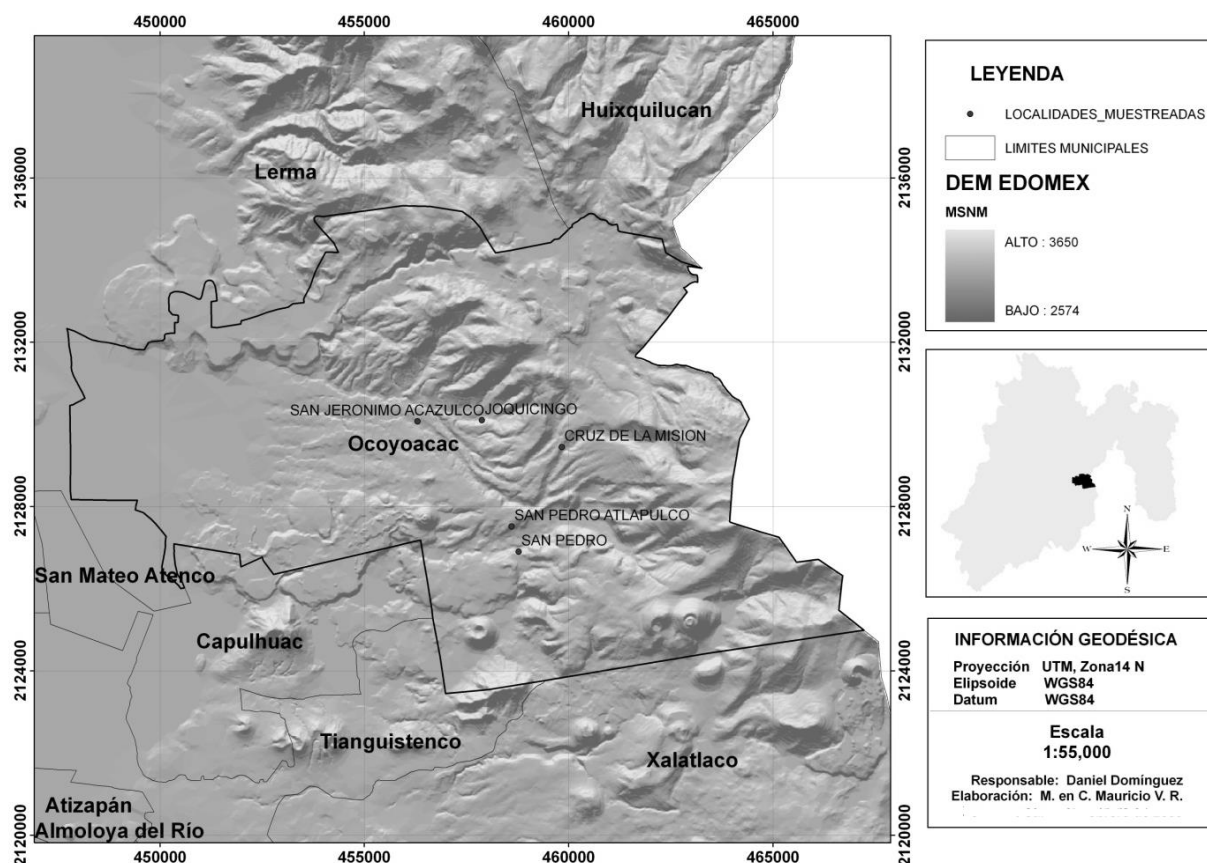 450000 455000 460000 465000
2136000
2132000
2128000
2124000
2120000
Huixquilucan
Lerma
SAN JERONIMO ACAZULCO
JOQUICINGO
Ocoyoacac
CRUZ DE LA MISION
SAN PEDRO ATLAPULCO
SAN PEDRO
San Mateo Atenco
Capulhuac
Tianguistenco
Xalatlaco
Atizapán
Almoloya del Río
2136000
2132000
2128000
2124000
2120000
450000 455000 460000 465000
LEYENDA
LOCALIDADES_MUESTREADAS
LIMITES MUNICIPALES
DEM EDOMEX
MSNM
ALTO : 3650
BAJO : 2574
N
W E
S
INFORMACIÓN GEODÉSICA
Proyección UTM, Zona14 N
Elipsoide WGS84
Datum WGS84
Escala
1:55,000
Responsable: Daniel Domínguez
Elaboración: M. en C. Mauricio V. R.